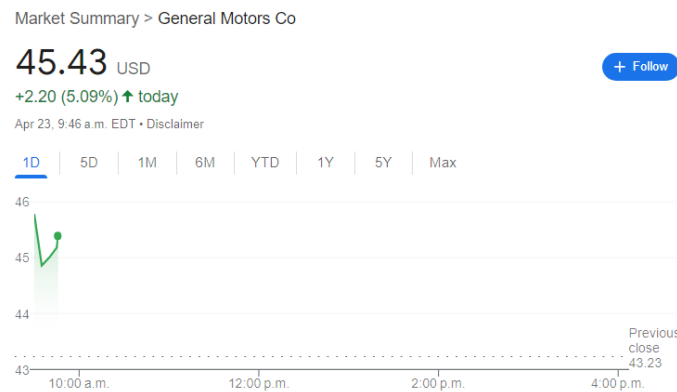 Market Summary > General Motors Co
45.43 USD
+ Follow
+2.20 (5.09%) ↑ today
Apr 23, 9:46 a.m. EDT • Disclaimer
1D 5D 1M 6M YTD 1Y 5Y Max
46
45
44
Previous
close
43.23
43
10:00 a.m. 12:00 p.m. 2:00 p.m. 4:00 p.m.